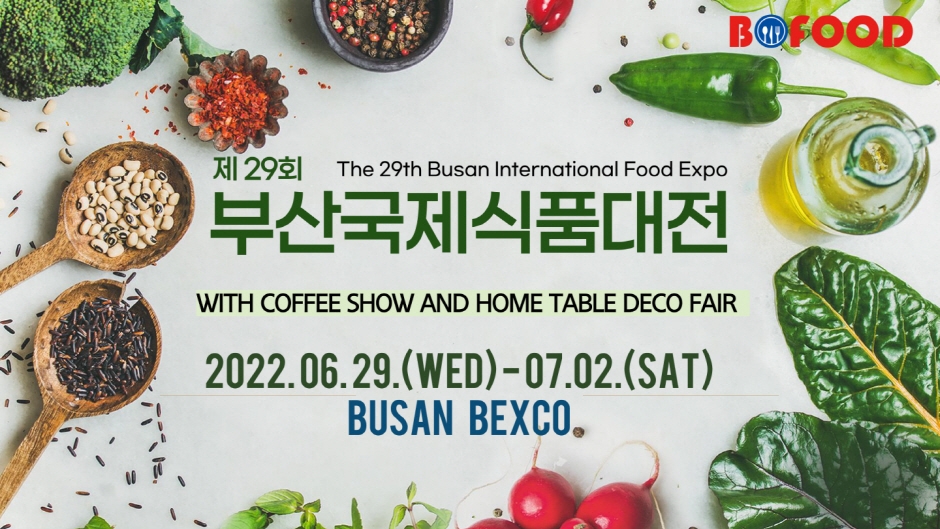 BOFOOD
제 29회 The 29th Busan International Food Expo
부산국제식품대전
WITH COFFEE SHOW AND HOME TABLE DECO FAIR
2022.06.29.(WED)-07.02.(SAT)
BUSAN BEXCO